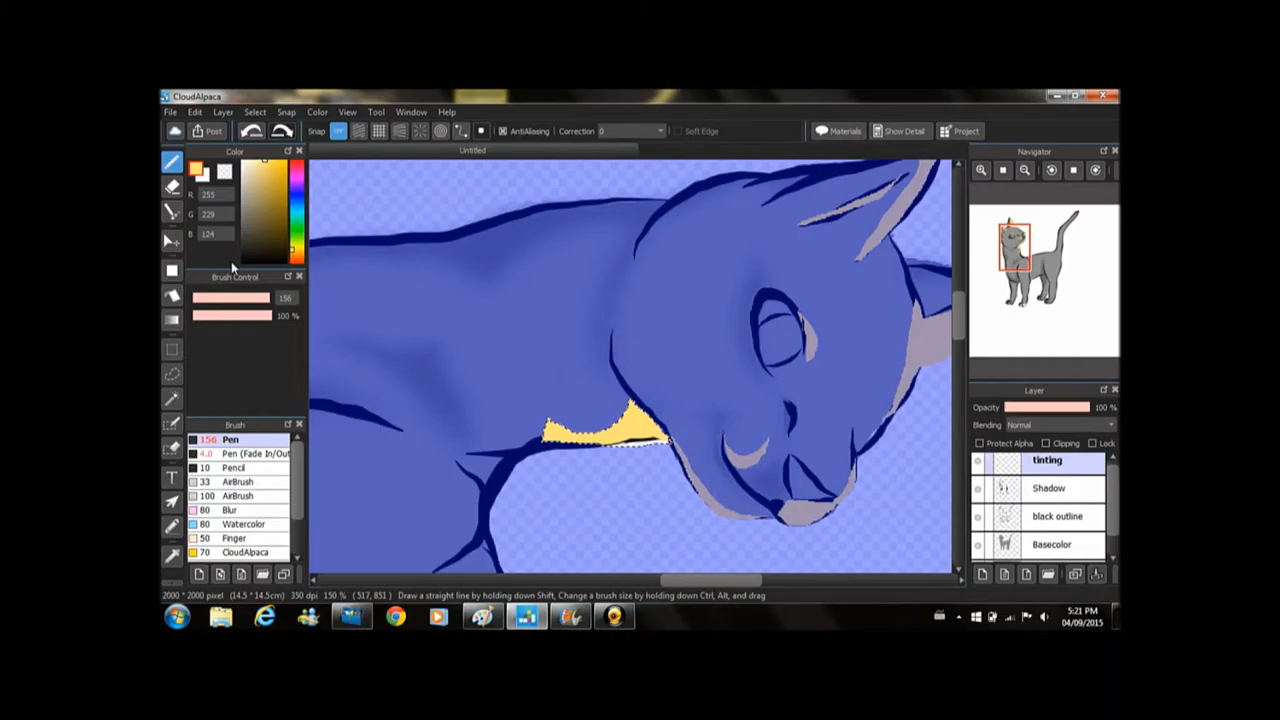 CloudAlpaca
File Edit Layer Select Snap Color View Tool Window Help
Post Snap OFF AntiAliasing Correction 0 Soft Edge Materials Show Detail Project
Color
Untitled
Navigator
R 255
G 229
B 124
Brush Control
156
100 %
Layer
Opacity 100 %
Blending Normal
Brush
156 Pen
4.0 Pen (Fade In/Out
10 Pencil
33 AirBrush
100 AirBrush
80 Blur
80 Watercolor
50 Finger
70 CloudAlpaca
Protect Alpha Clipping Lock
tinting
Shadow
black outline
Basecolor
2000 * 2000 pixel (14.5 * 14.5cm) 350 dpi 150 % ( 517, 851 ) Draw a straight line by holding down Shift, Change a brush size by holding down Ctrl, Alt, and drag
5:21 PM
04/09/2015